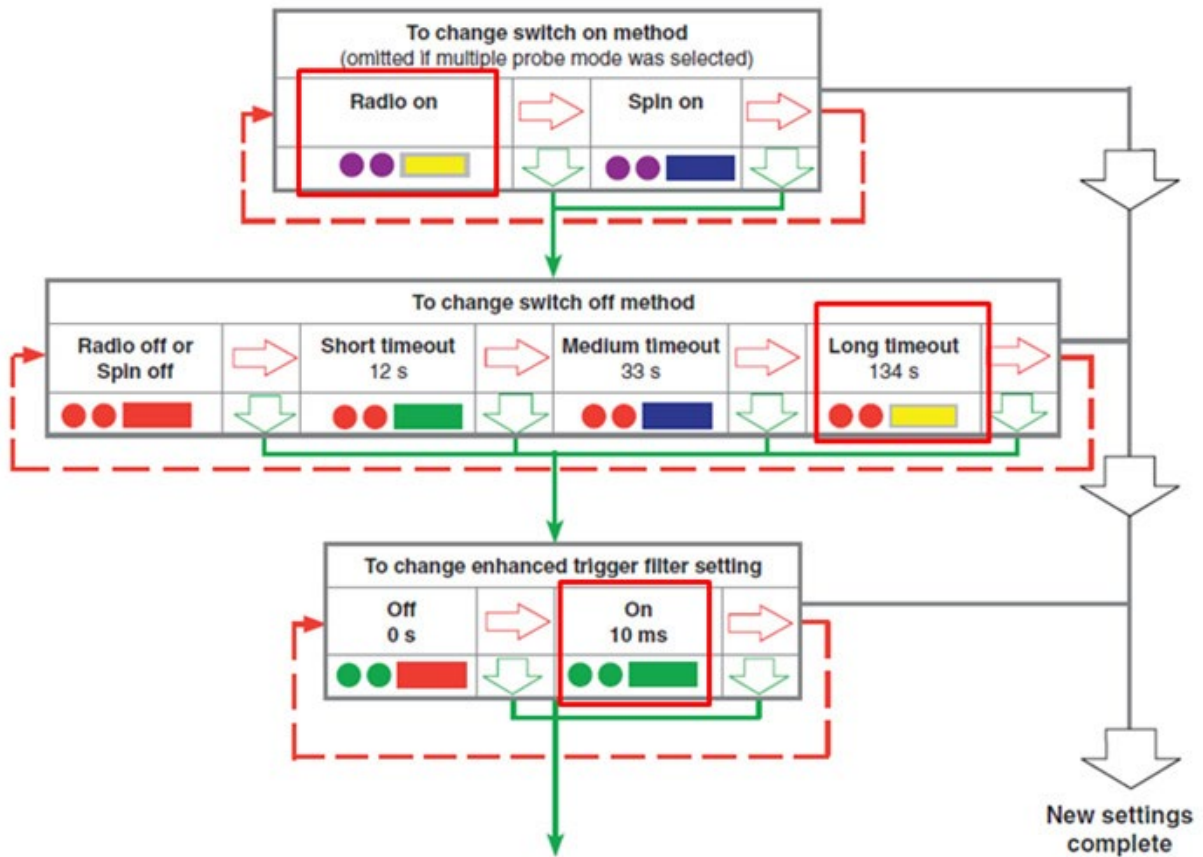 To change switch on method
(omitted if multiple probe mode was selected)
Radio on
Spin on
To change switch off method
Radio off or
Spin off
Short timeout
12 s
Medium timeout
33 s
Long timeout
134 s
To change enhanced trigger filter setting
Off
0 s
On
10 ms
New settings
complete